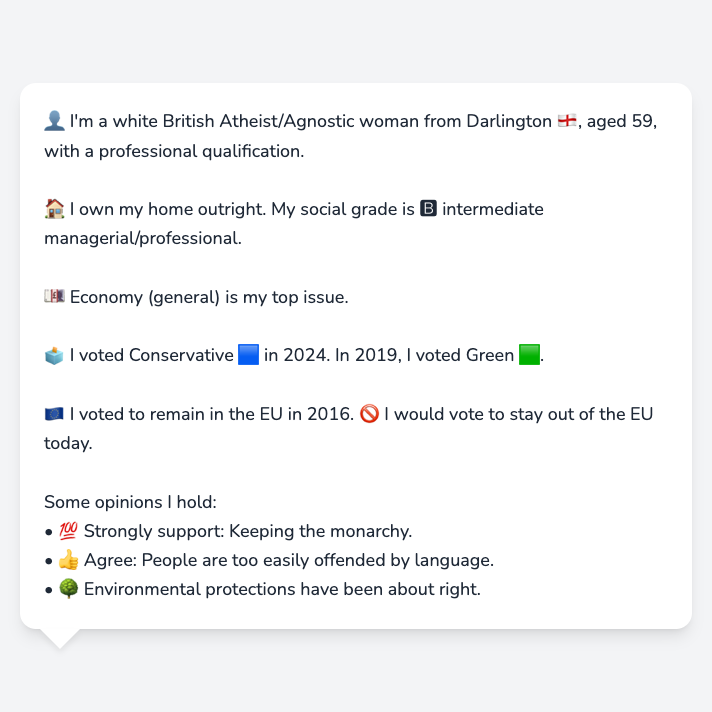 👤 I'm a white British Atheist/Agnostic woman from Darlington 🏴󠁧󠁢󠁥󠁮󠁧󠁿, aged 59,
with a professional qualification.
🏠 I own my home outright. My social grade is 🅱 intermediate
managerial/professional.
💷 Economy (general) is my top issue.
🗳️ I voted Conservative 🟦 in 2024. In 2019, I voted Green 🟩.
🇪🇺 I voted to remain in the EU in 2016. 🚫 I would vote to stay out of the EU
today.
Some opinions I hold:
• 💯 Strongly support: Keeping the monarchy.
• 👍 Agree: People are too easily offended by language.
• 🌳 Environmental protections have been about right.